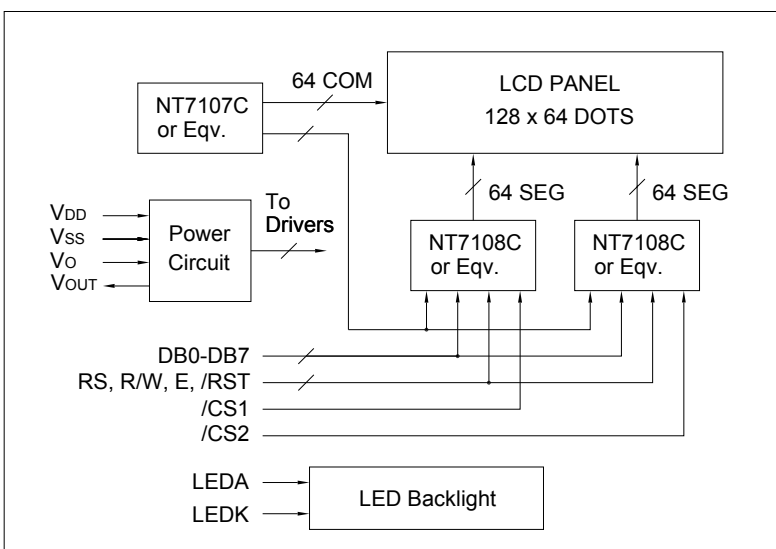 64 COM
NT7107C
or Eqv.
LCD PANEL
128 x 64 DOTS
64 SEG
64 SEG
VDD
VSS
VO
VOUT
Power
Circuit
To
Drivers
NT7108C
or Eqv.
NT7108C
or Eqv.
DB0-DB7
RS, R/W, E, /RST
/CS1
/CS2
LEDA
LEDK
LED Backlight